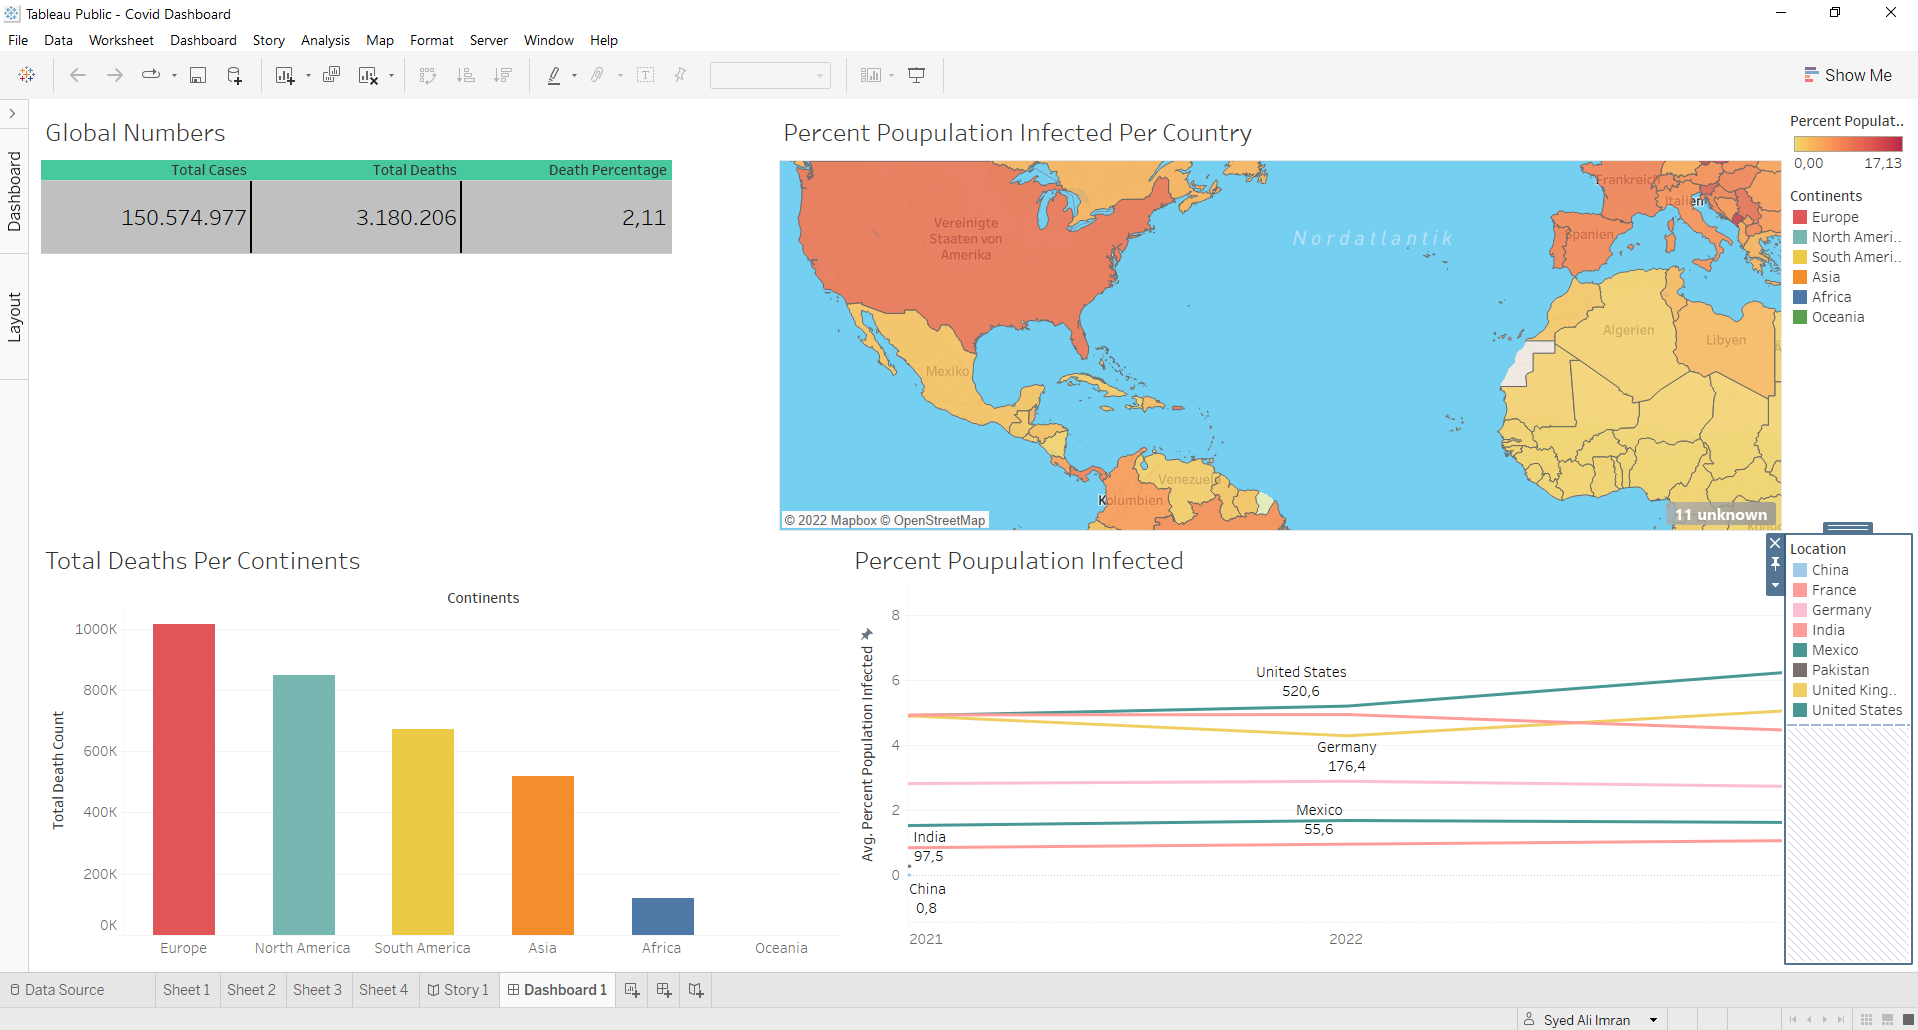 Tableau Public - Covid Dashboard
File Data Worksheet Dashboard Story Analysis Map Format Server Window Help
Show Me
Dashboard
Layout
Global Numbers
Total Cases Total Deaths Death Percentage
150.574.977 3.180.206 2,11
Percent Poupulation Infected Per Country
Vereinigte
Staaten von
Amerika
Nordatlantik
Frankreich
Italien
Spanien
Mexiko
Algerien
Libyen
Venezuela
Kolumbien
© 2022 Mapbox © OpenStreetMap
11 unknown
Percent Populat..
0,00 17,13
Continents
Europe
North Ameri..
South Ameri..
Asia
Africa
Oceania
Total Deaths Per Continents
Continents
Total Death Count
1000K
800K
600K
400K
200K
0K
Europe North America South America Asia Africa Oceania
Percent Poupulation Infected
Avg. Percent Population Infected
8
6
4
2
0
United States
520,6
Germany
176,4
Mexico
55,6
India
97,5
China
0,8
2021 2022
Location
China
France
Germany
India
Mexico
Pakistan
United King..
United States
Data Source Sheet 1 Sheet 2 Sheet 3 Sheet 4 Story 1 Dashboard 1
Syed Ali Imran